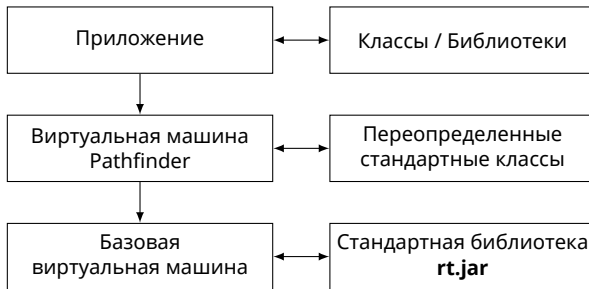 Приложение
Классы / Библиотеки
Виртуальная машина
Pathfinder
Переопределенные
стандартные классы
Базовая
виртуальная машина
Стандартная библиотека
rt.jar